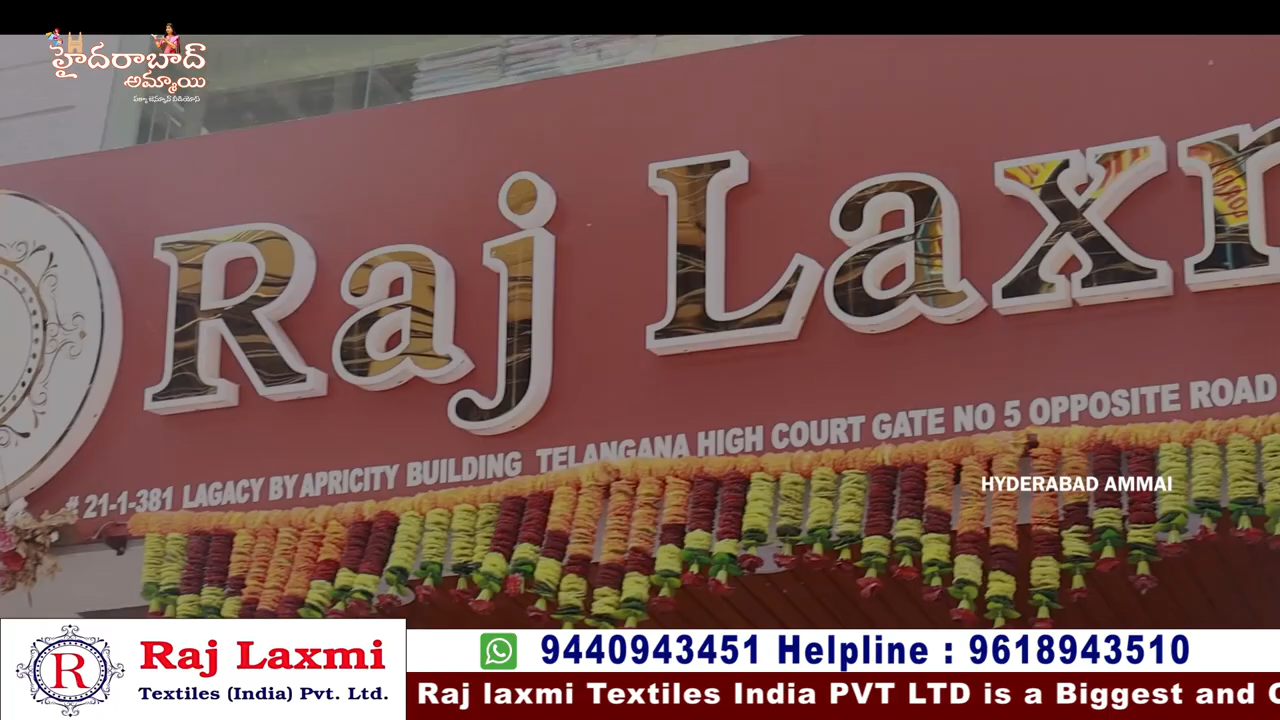 హైదరాబాద్
అమ్మాయి
Raj Laxm
# 21-1-381 LAGACY BY APRICITY BUILDING TELANGANA HIGH COURT GATE NO 5 OPPOSITE ROAD
HYDERABAD AMMAI
R
Raj Laxmi
Textiles (India) Pvt. Ltd.
9440943451 Helpline : 9618943510
Raj laxmi Textiles India PVT LTD is a Biggest and